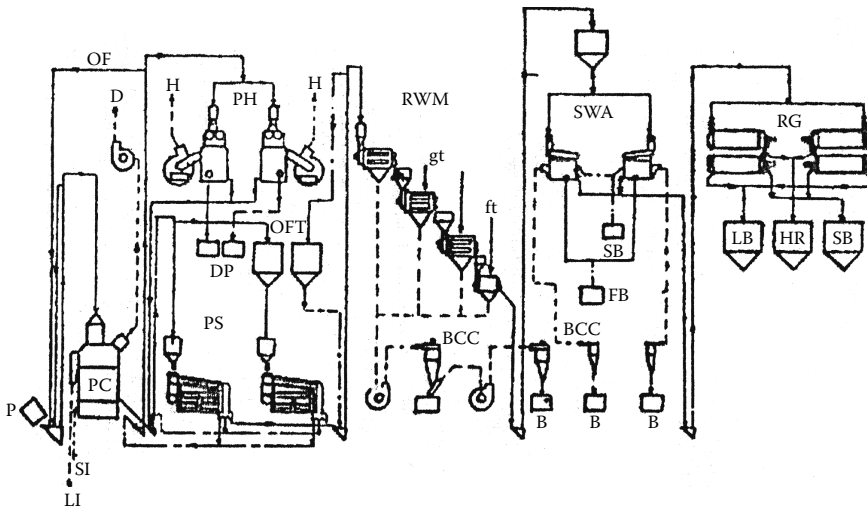 OF
D
H
PH
H
RWM
gt
ft
SWA
RG
OFT
DP
PS
SB
FB
LB
HR
SB
BCC
BCC
PC
P
B
B
B
SI
LI